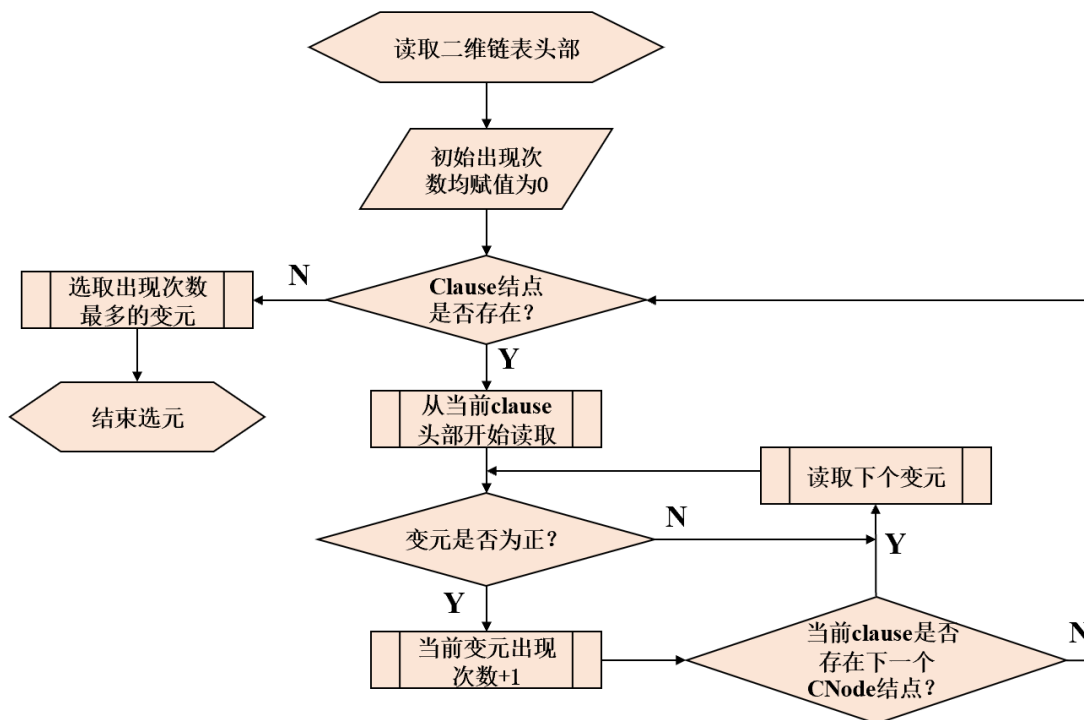 读取二维链表头部
初始出现次
数均赋值为0
N
选取出现次数
最多的变元
Clause结点
是否存在？
Y
结束选元
从当前clause
头部开始读取
读取下个变元
变元是否为正？
N
Y
Y
当前变元出现
次数+1
当前clause是否
存在下一个
CNode结点？
N